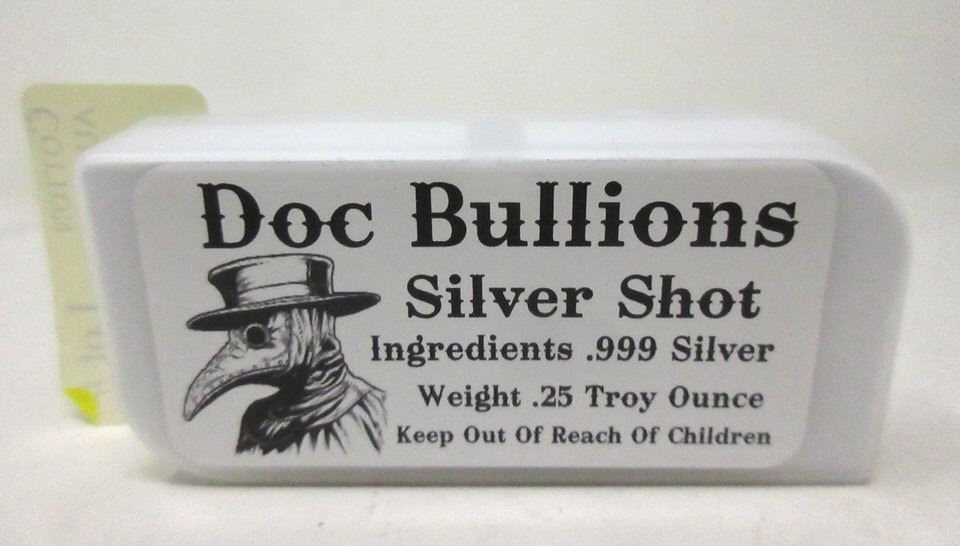 Doc Bullions
Silver Shot
Ingredients .999 Silver
Weight .25 Troy Ounce
Keep Out Of Reach Of Children